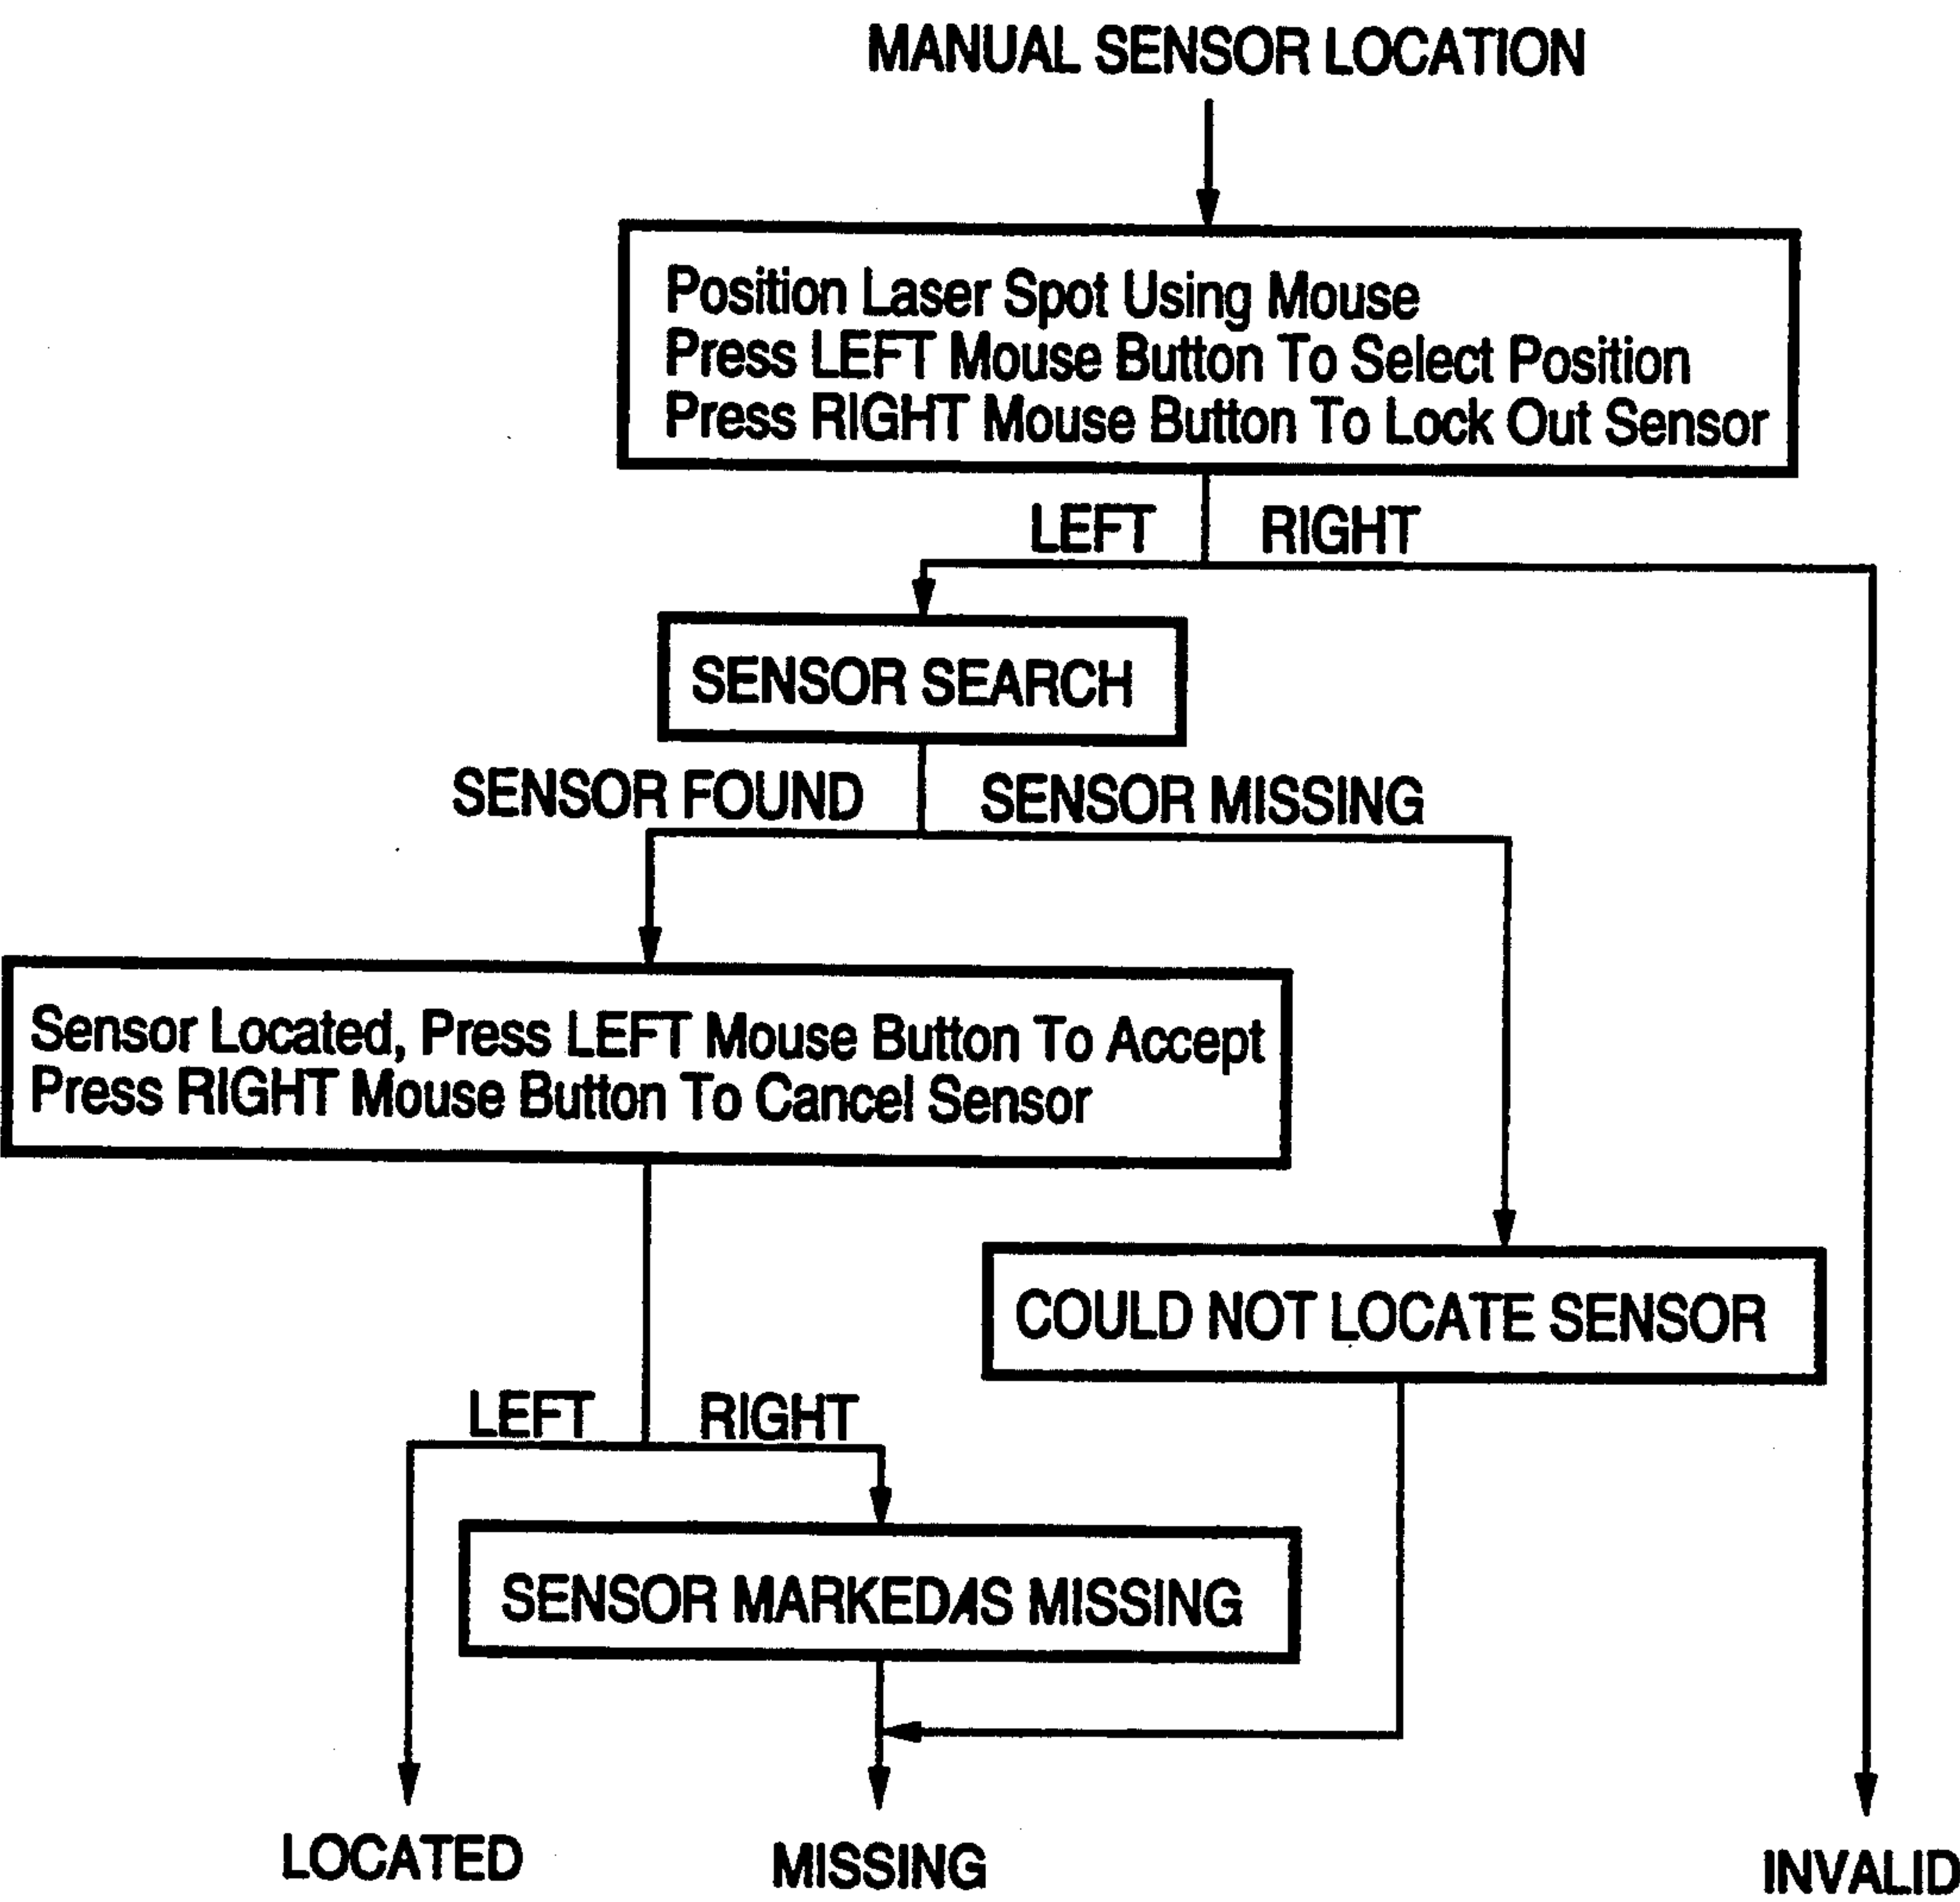 MANUAL SENSOR LOCATION
Position Laser Spot Using Mouse
Press LEFT Mouse Button To Select Position
Press RIGHT Mouse Button To Lock Out Sensor
LEFT RIGHT
SENSOR SEARCH
SENSOR FOUND SENSOR MISSING
Sensor Located, Press LEFT Mouse Button To Accept
Press RIGHT Mouse Button To Cancel Sensor
COULD NOT LOCATE SENSOR
LEFT RIGHT
SENSOR MARKEDAS MISSING
LOCATED MISSING INVALID